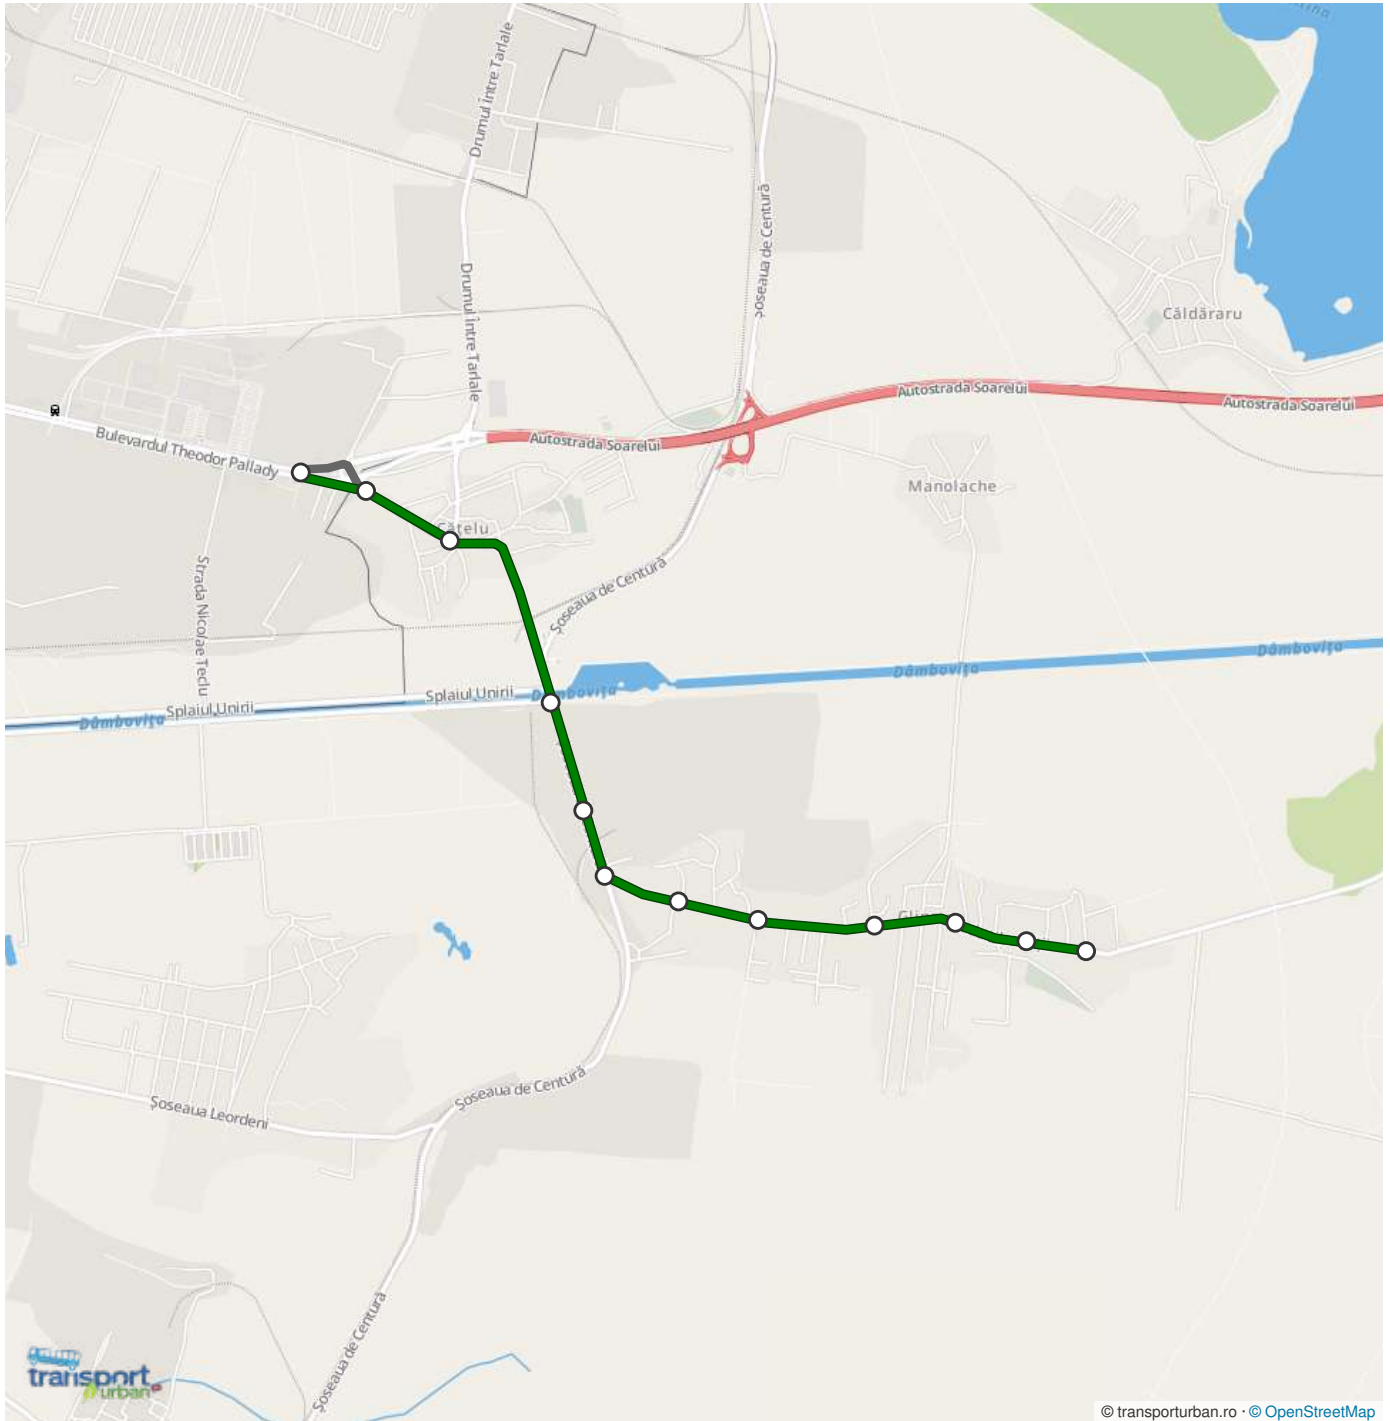 Drumul Între Tarlale
Șoseaua de Centură
Drumul Între Tarlale
Căldăraru
Autostrada Soarelui
Autostrada Soarelui
Autostrada Soarelui
Bulevardul Theodor Pallady
Manolache
Cățelu
Șoseaua de Centură
Strada Nicolae Teclu
Dâmbovița
Dâmbovița
Splaiul Unirii
Dâmbovița
Splaiul Unirii
Dâmbovița
Șoseaua de Centură
Șoseaua Leordeni
Șoseaua de Centură
transport
urban
© transporturban.ro · © OpenStreetMap